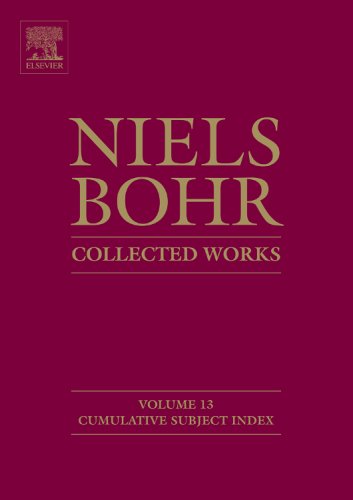 ELSEVIER
NIELS
BOHR
COLLECTED WORKS
VOLUME 13
CUMULATIVE SUBJECT INDEX